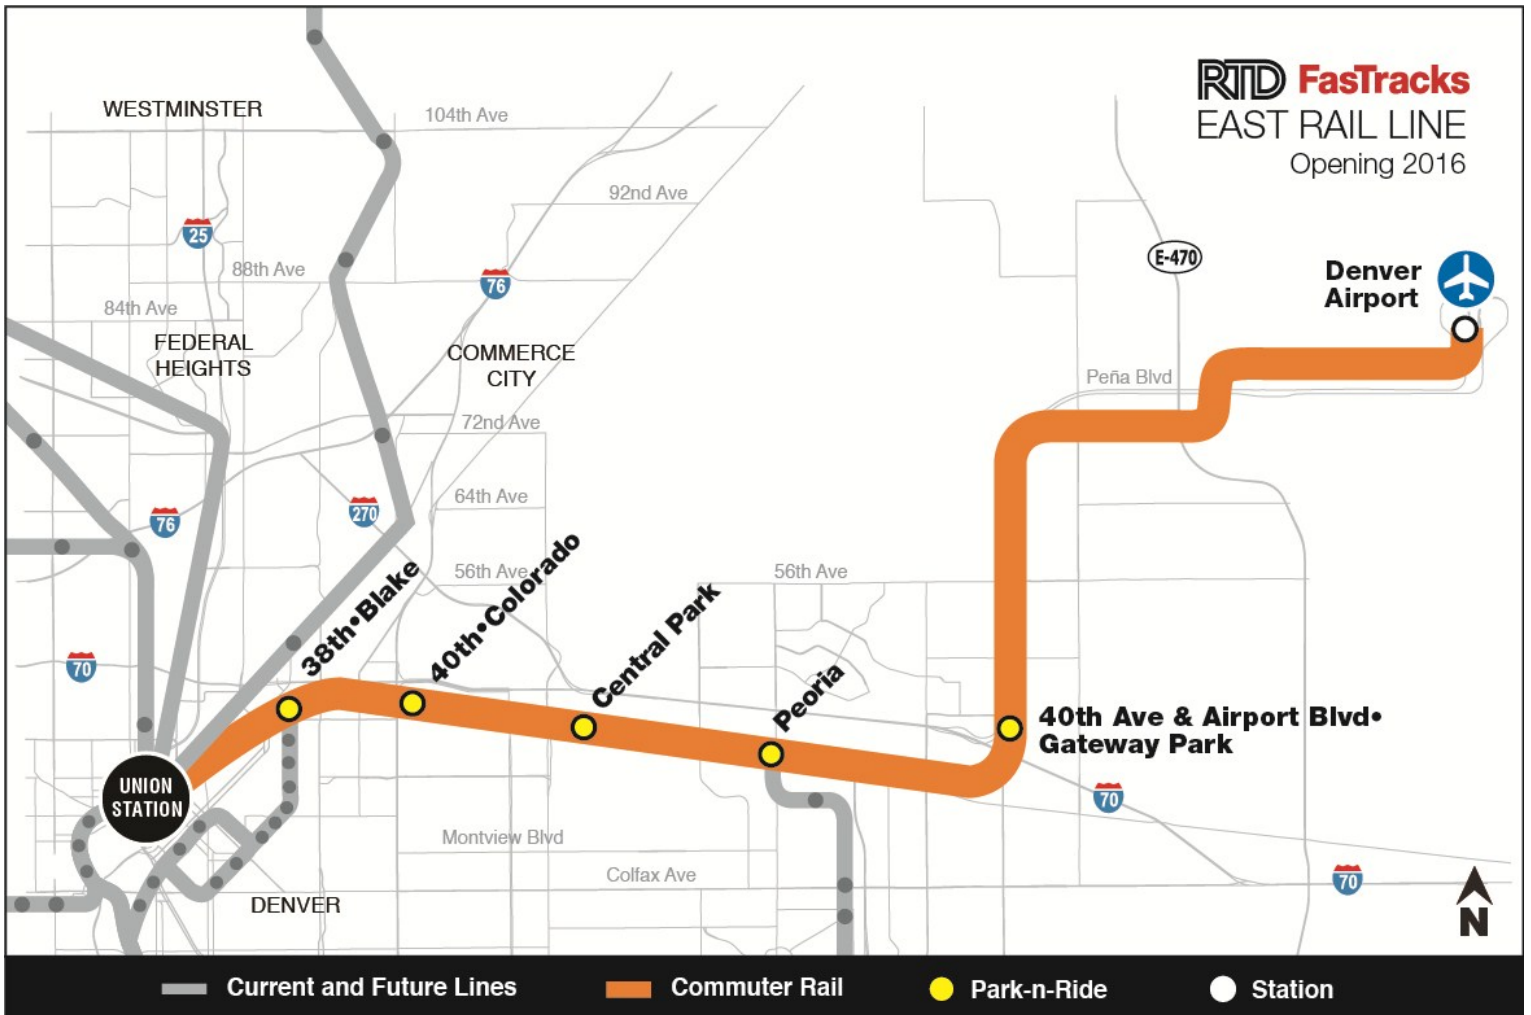 RTD FasTracks
EAST RAIL LINE
Opening 2016
WESTMINSTER
104th Ave
92nd Ave
25
E-470
88th Ave
76
Denver
Airport
84th Ave
FEDERAL
HEIGHTS
COMMERCE
CITY
Peña Blvd
72nd Ave
64th Ave
270
76
56th Ave
56th Ave
38th•Blake
40th•Colorado
Central Park
Peoria
70
40th Ave & Airport Blvd•
Gateway Park
UNION
STATION
70
Montview Blvd
Colfax Ave
70
DENVER
N
Current and Future Lines
Commuter Rail
Park-n-Ride
Station